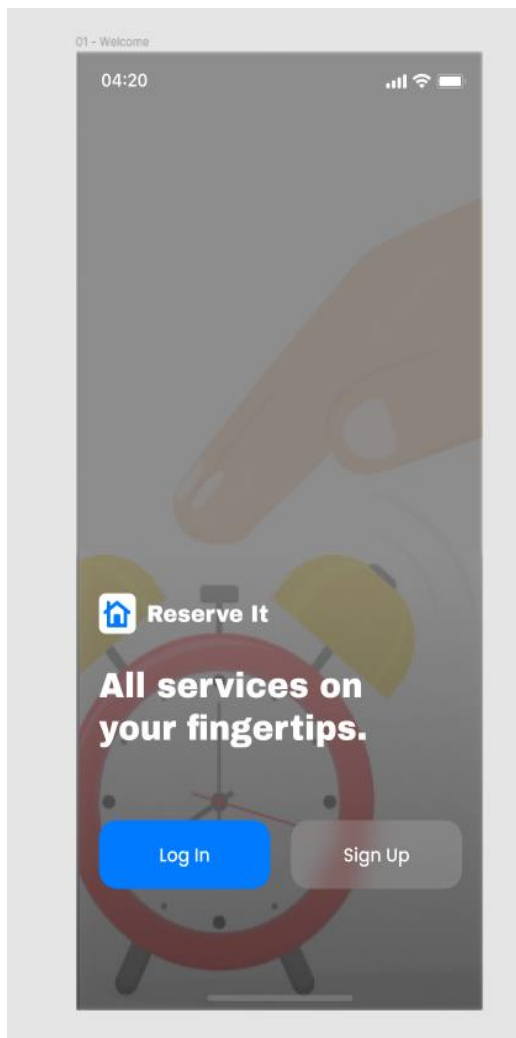 01 - Welcome
04:20
Reserve It
All services on
your fingertips.
Log In
Sign Up